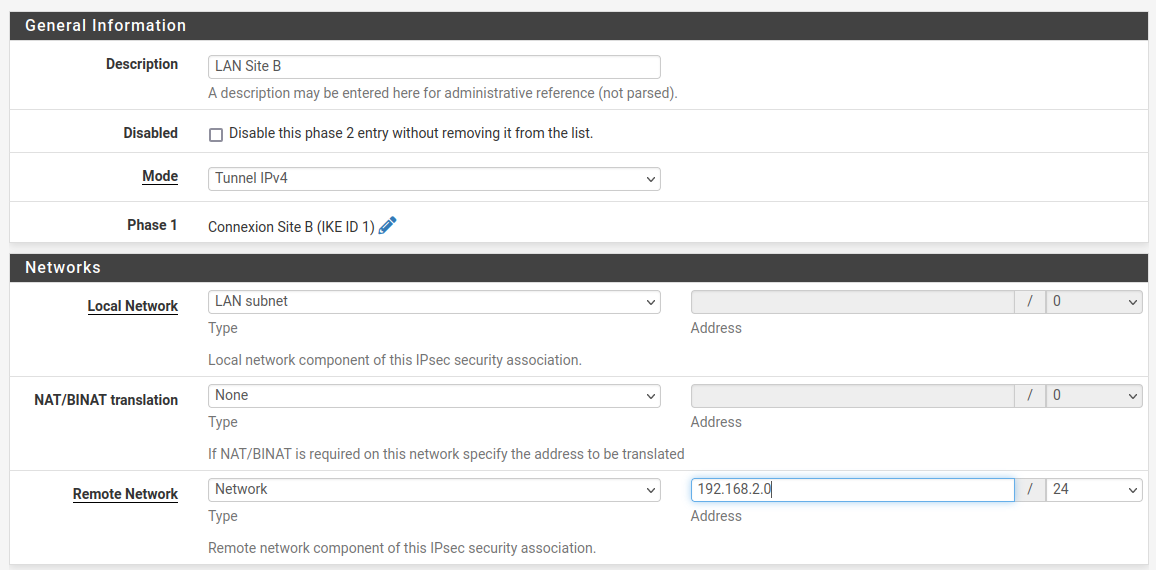 General Information
Description
LAN Site B
A description may be entered here for administrative reference (not parsed).
Disabled
Disable this phase 2 entry without removing it from the list.
Mode
Tunnel IPv4
Phase 1
Connexion Site B (IKE ID 1)
Networks
Local Network
LAN subnet
/
0
Type
Address
Local network component of this IPsec security association.
NAT/BINAT translation
None
/
0
Type
Address
If NAT/BINAT is required on this network specify the address to be translated
Remote Network
Network
192.168.2.0
/
24
Type
Address
Remote network component of this IPsec security association.